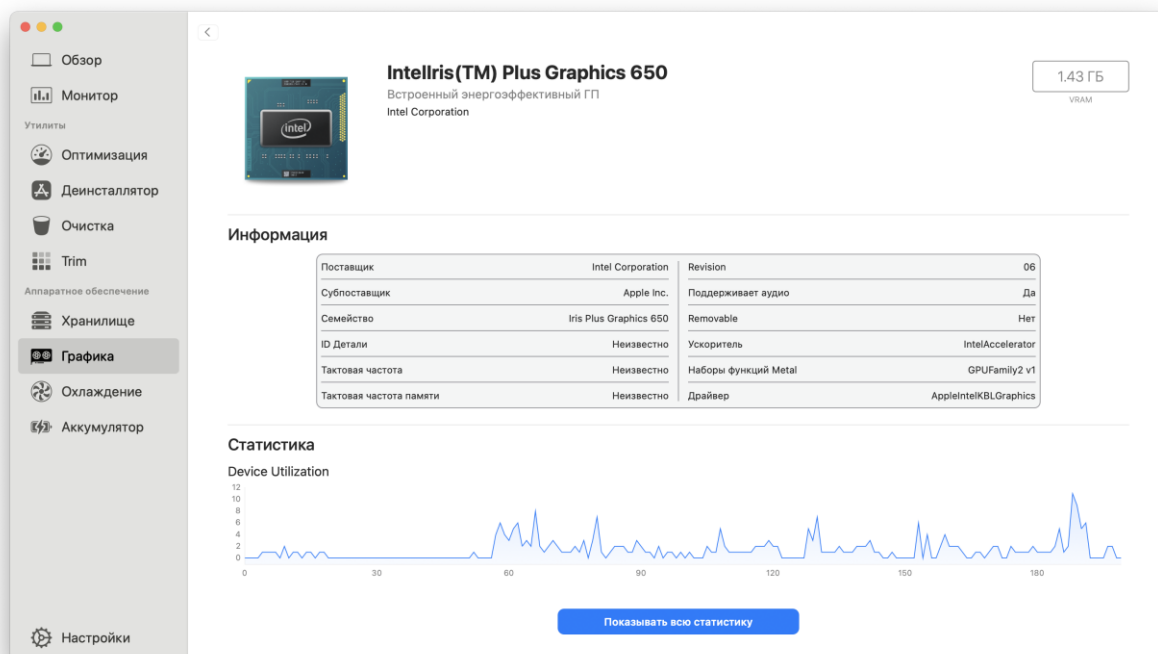 Обзор
Монитор
Утилиты
Оптимизация
Деинсталлятор
Очистка
Trim
Аппаратное обеспечение
Хранилище
Графика
Охлаждение
Аккумулятор
Настройки
IntelIris(TM) Plus Graphics 650
Встроенный энергоэффективный ГП
Intel Corporation
1.43 ГБ
VRAM
intel
Информация
Поставщик Intel Corporation Revision 06
Субпоставщик Apple Inc. Поддерживает аудио Да
Семейство Iris Plus Graphics 650 Removable Нет
ID Детали Неизвестно Ускоритель IntelAccelerator
Тактовая частота Неизвестно Наборы функций Metal GPUFamily2 v1
Тактовая частота памяти Неизвестно Драйвер AppleIntelKBLGraphics
Статистика
Device Utilization
12
10
8
6
4
2
0
0 30 60 90 120 150 180
Показывать всю статистику